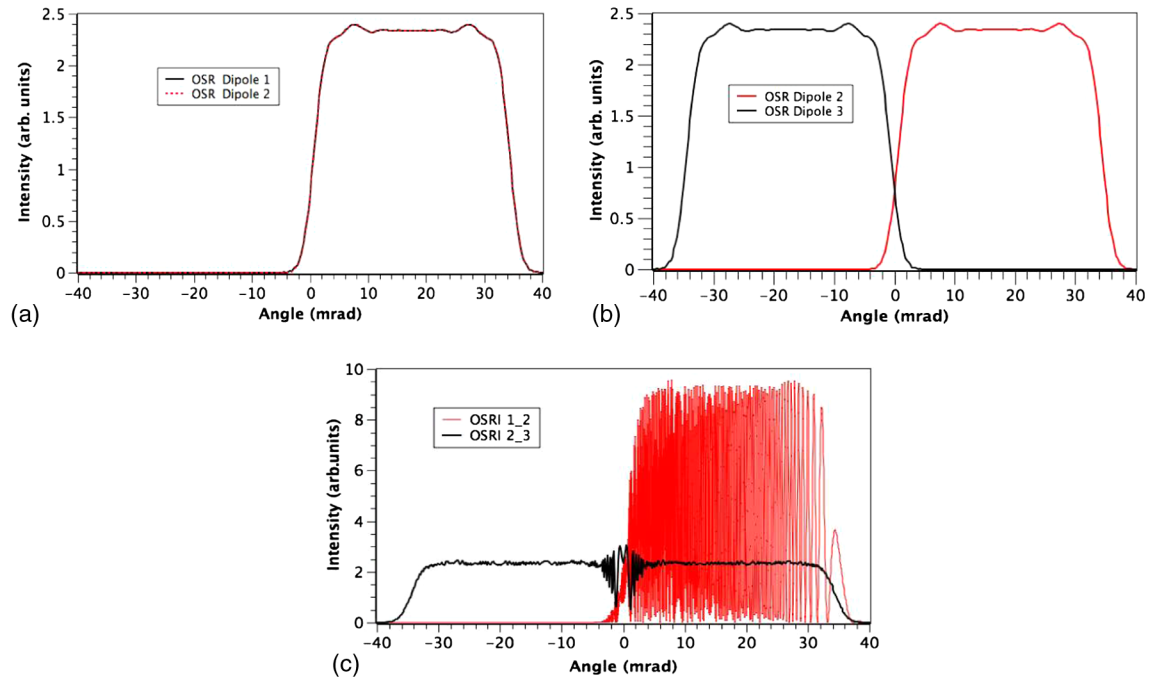 2.5
2
1.5
1
0.5
0
Intensity (arb. units)
OSR Dipole 1
OSR Dipole 2
−40 −30 −20 −10 0 10 20 30 40
Angle (mrad)
(a)
2.5
2
1.5
1
0.5
0
Intensity (arb. units)
OSR Dipole 2
OSR Dipole 3
−40 −30 −20 −10 0 10 20 30 40
Angle (mrad)
(b)
10
8
6
4
2
0
Intensity (arb.units)
OSRI 1_2
OSRI 2_3
−40 −30 −20 −10 0 10 20 30 40
Angle (mrad)
(c)